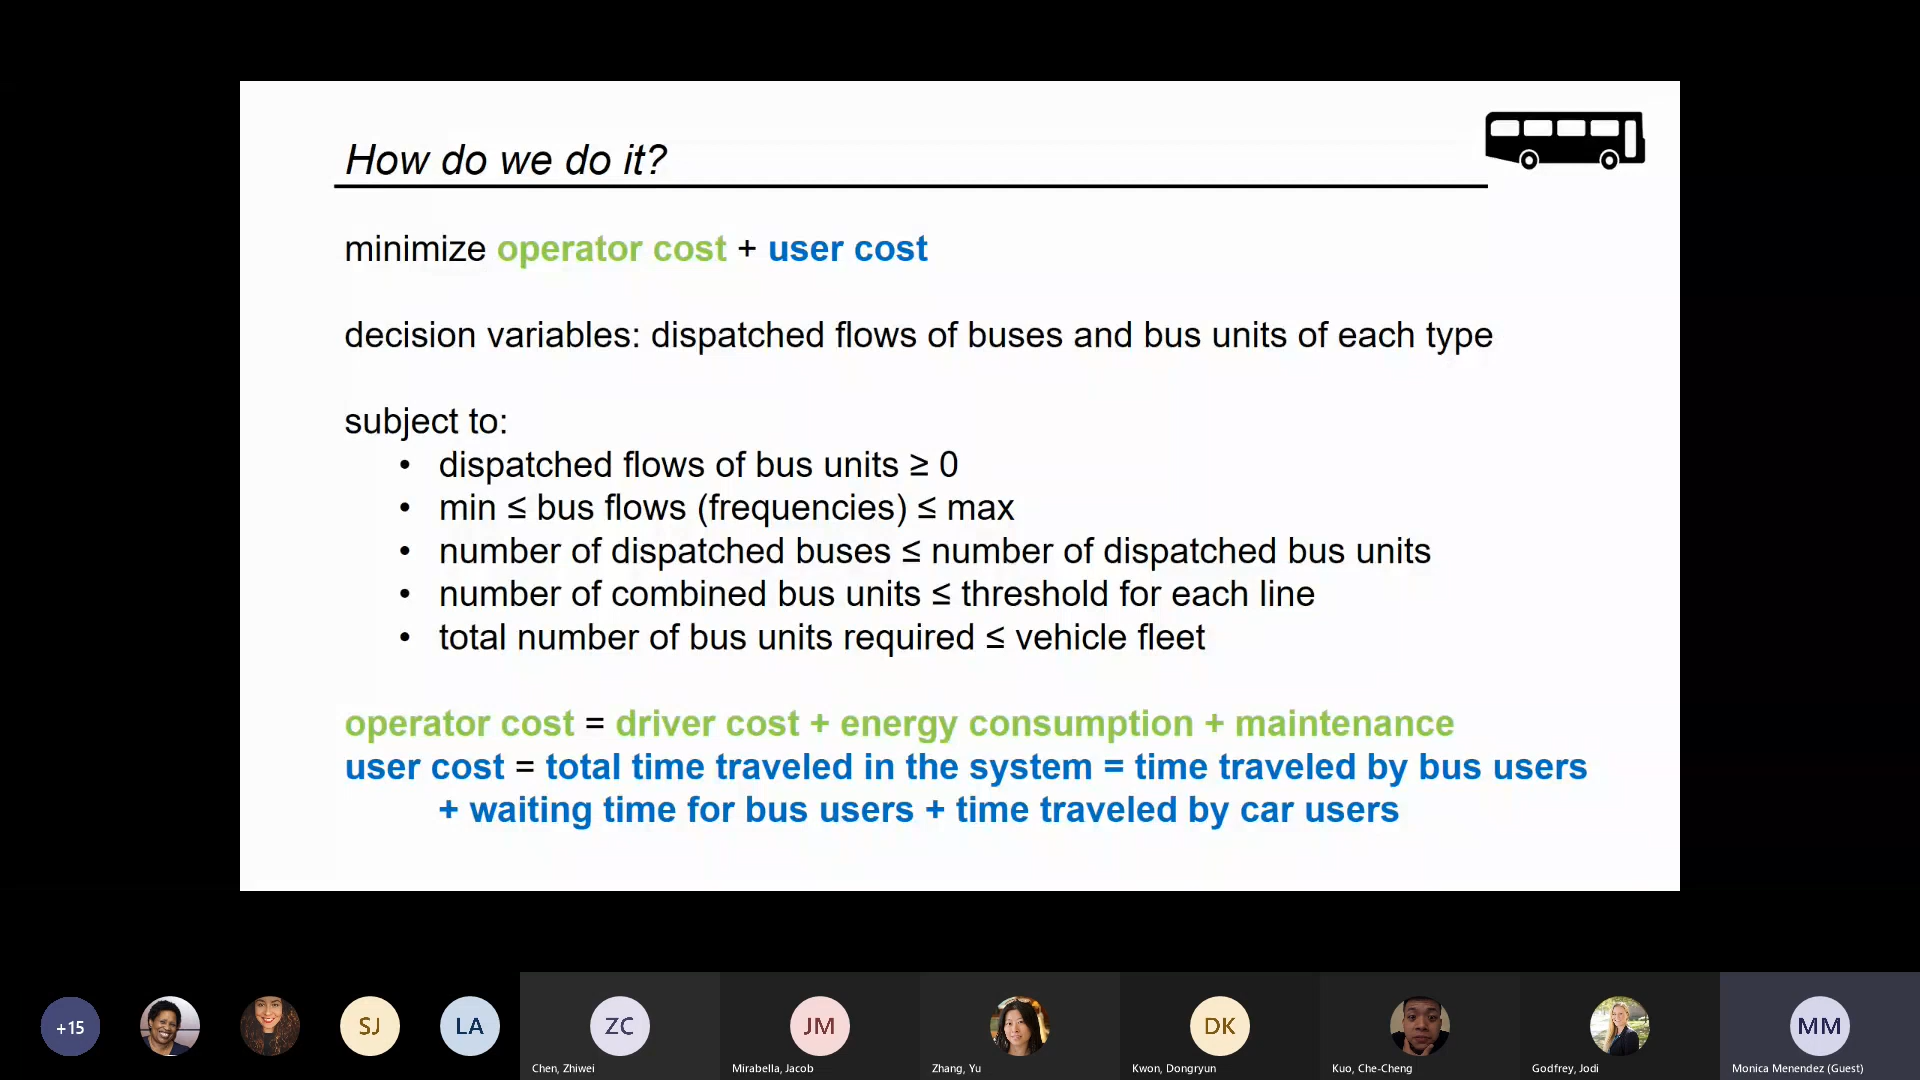 How do we do it?
minimize operator cost + user cost
decision variables: dispatched flows of buses and bus units of each type
subject to:
• dispatched flows of bus units ≥ 0
• min ≤ bus flows (frequencies) ≤ max
• number of dispatched buses ≤ number of dispatched bus units
• number of combined bus units ≤ threshold for each line
• total number of bus units required ≤ vehicle fleet
operator cost = driver cost + energy consumption + maintenance
user cost = total time traveled in the system = time traveled by bus users
+ waiting time for bus users + time traveled by car users
+15
SJ
LA
ZC
JM
DK
MM
Chen, Zhiwei
Mirabella, Jacob
Zhang, Yu
Kwon, Dongryun
Kuo, Che-Cheng
Godfrey, Jodi
Monica Menendez (Guest)